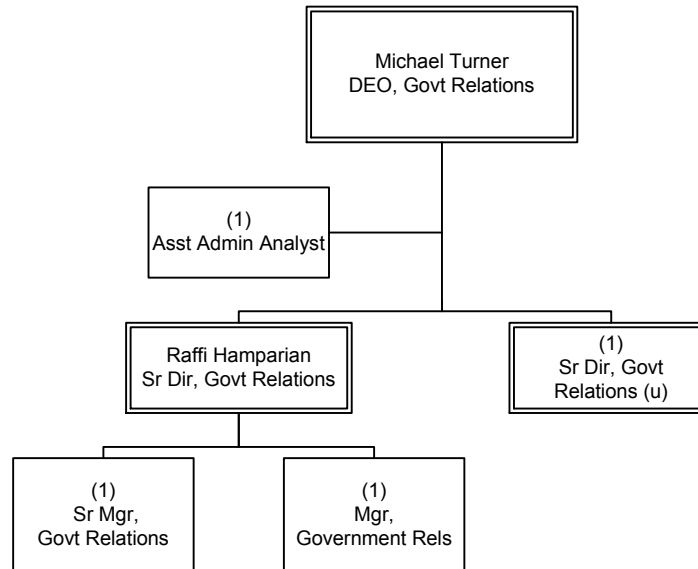 Michael Turner
DEO, Govt Relations
(1)
Asst Admin Analyst
Raffi Hamparian
Sr Dir, Govt Relations
(1)
Sr Dir, Govt
Relations (u)
(1)
Sr Mgr,
Govt Relations
(1)
Mgr,
Government Rels